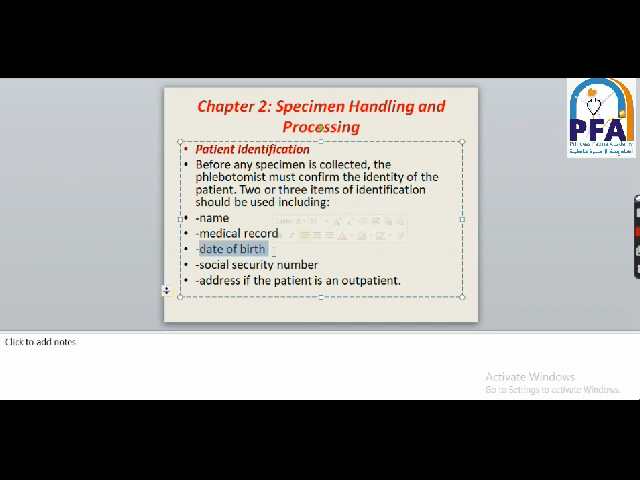 Chapter 2: Specimen Handling and
Processing
• Patient Identification
• Before any specimen is collected, the
phlebotomist must confirm the identity of the
patient. Two or three items of identification
should be used including:
• -name
• -medical record
• -date of birth
• -social security number
• -address if the patient is an outpatient.
PFA
Princess Fatma Academy
Click to add notes
Activate Windows
Go to Settings to activate Windows.